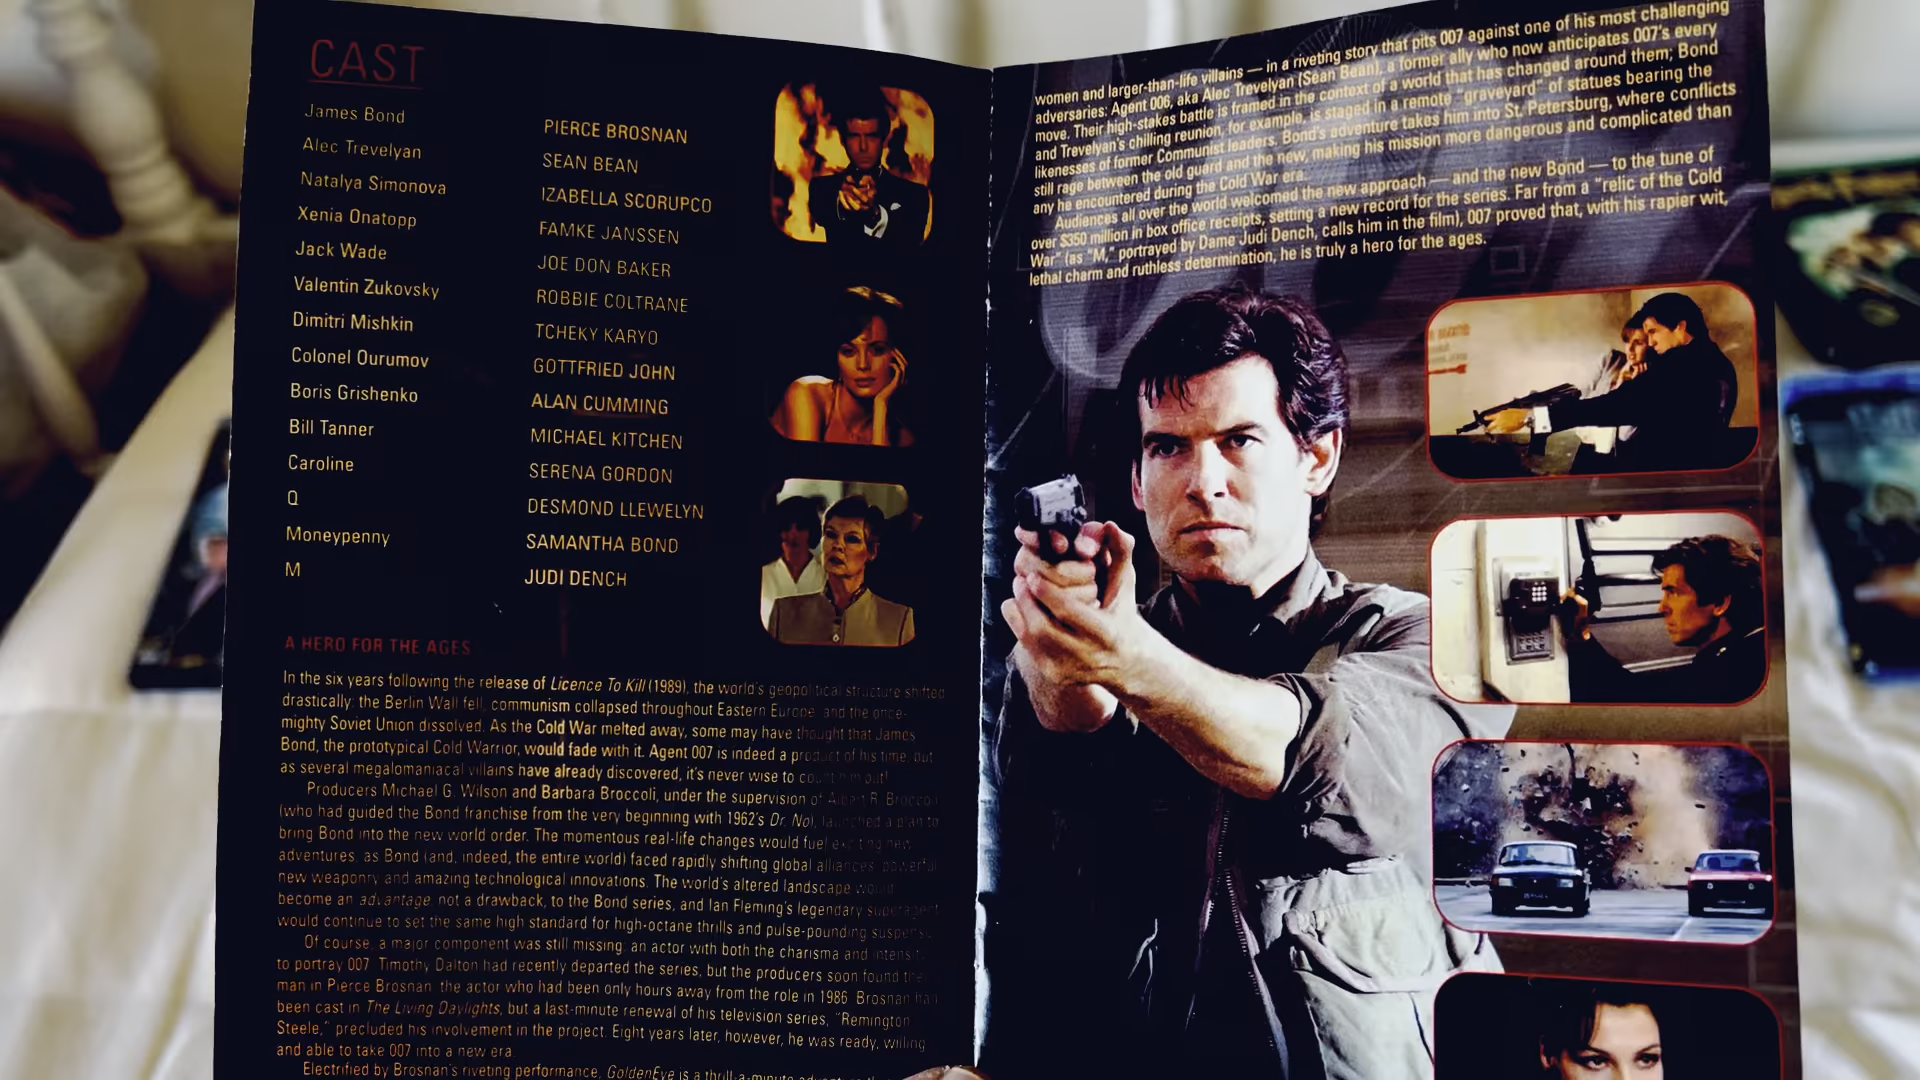 CAST
James Bond PIERCE BROSNAN
Alec Trevelyan SEAN BEAN
Natalya Simonova IZABELLA SCORUPCO
Xenia Onatopp FAMKE JANSSEN
Jack Wade JOE DON BAKER
Valentin Zukovsky ROBBIE COLTRANE
Dimitri Mishkin TCHEKY KARYO
Colonel Ourumov GOTTFRIED JOHN
Boris Grishenko ALAN CUMMING
Bill Tanner MICHAEL KITCHEN
Caroline SERENA GORDON
Q DESMOND LLEWELYN
Moneypenny SAMANTHA BOND
M JUDI DENCH
A HERO FOR THE AGES
In the six years following the release of Licence To Kill (1989), the world's geopolitical structure shifted
drastically: the Berlin Wall fell, communism collapsed throughout Eastern Europe, and the once-
mighty Soviet Union dissolved. As the Cold War melted away, some may have thought that James
Bond, the prototypical Cold Warrior, would fade with it. Agent 007 is indeed a product of his time, but
as several megalomaniacal villains have already discovered, it's never wise to count him out!
Producers Michael G. Wilson and Barbara Broccoli, under the supervision of Albert R. Broccoli
(who had guided the Bond franchise from the very beginning with 1962's Dr. No), launched a plan to
bring Bond into the new world order. The momentous real-life changes would fuel exciting new
adventures, as Bond (and, indeed, the entire world) faced rapidly shifting global alliances, powerful
new weaponry and amazing technological innovations. The world's altered landscape would
become an advantage, not a drawback, to the Bond series, and Ian Fleming's legendary superagent
would continue to set the same high standard for high-octane thrills and pulse-pounding suspense.
Of course, a major component was still missing: an actor with both the charisma and intensity
to portray 007. Timothy Dalton had recently departed the series, but the producers soon found the
man in Pierce Brosnan, the actor who had been only hours away from the role in 1986. Brosnan had
been cast in The Living Daylights, but a last-minute renewal of his television series, "Remington
Steele," precluded his involvement in the project. Eight years later, however, he was ready, willing
and able to take 007 into a new era.
Electrified by Brosnan's riveting performance, GoldenEye is a thrill-a-minute
women and larger-than-life villains — in a riveting story that pits 007 against one of his most challenging
adversaries: Agent 006, aka Alec Trevelyan (Sean Bean), a former ally who now anticipates 007's every
move. Their high-stakes battle is framed in the context of a world that has changed around them; Bond
and Trevelyan's chilling reunion, for example, is staged in a remote "graveyard" of statues bearing the
likenesses of former Communist leaders. Bond's adventure takes him into St. Petersburg, where conflicts
still rage between the old guard and the new, making his mission more dangerous and complicated than
any he encountered during the Cold War era.
Audiences all over the world welcomed the new approach — and the new Bond — to the tune of
over $350 million in box office receipts, setting a new record for the series. Far from a "relic of the Cold
War" (as "M," portrayed by Dame Judi Dench, calls him in the film), 007 proved that, with his rapier wit,
lethal charm and ruthless determination, he is truly a hero for the ages.